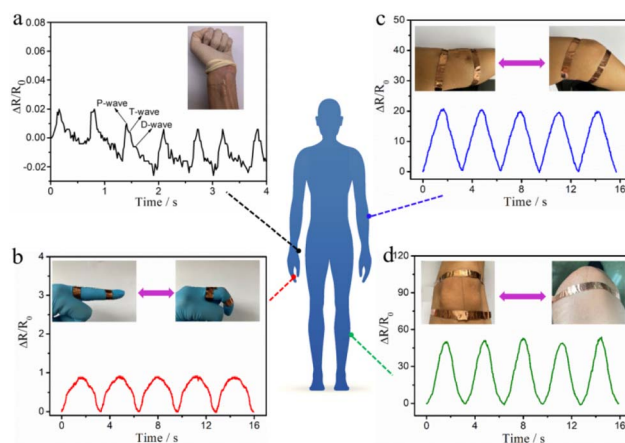 a
0.08
0.06
0.04
0.02
0.00
-0.02
ΔR/R0
P-wave
T-wave
D-wave
0 1 2 3 4
Time / s
b
4
3
2
1
0
ΔR/R0
0 4 8 12 16
Time / s
c
50
40
30
20
10
0
ΔR/R0
0 4 8 12 16
Time / s
d
120
90
60
30
0
ΔR/R0
0 4 8 12 16
Time / s